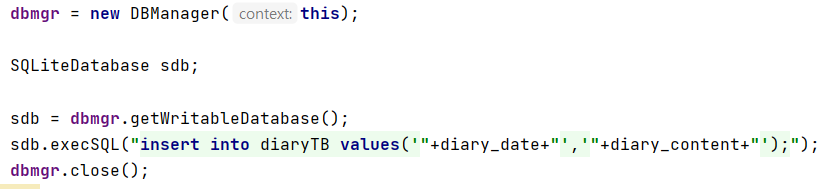 dbmgr = new DBManager( context: this);
SQLiteDatabase sdb;
sdb = dbmgr.getWritableDatabase();
sdb.execSQL("insert into diaryTB values('"+diary_date+"','"+diary_content+"');");
dbmgr.close();